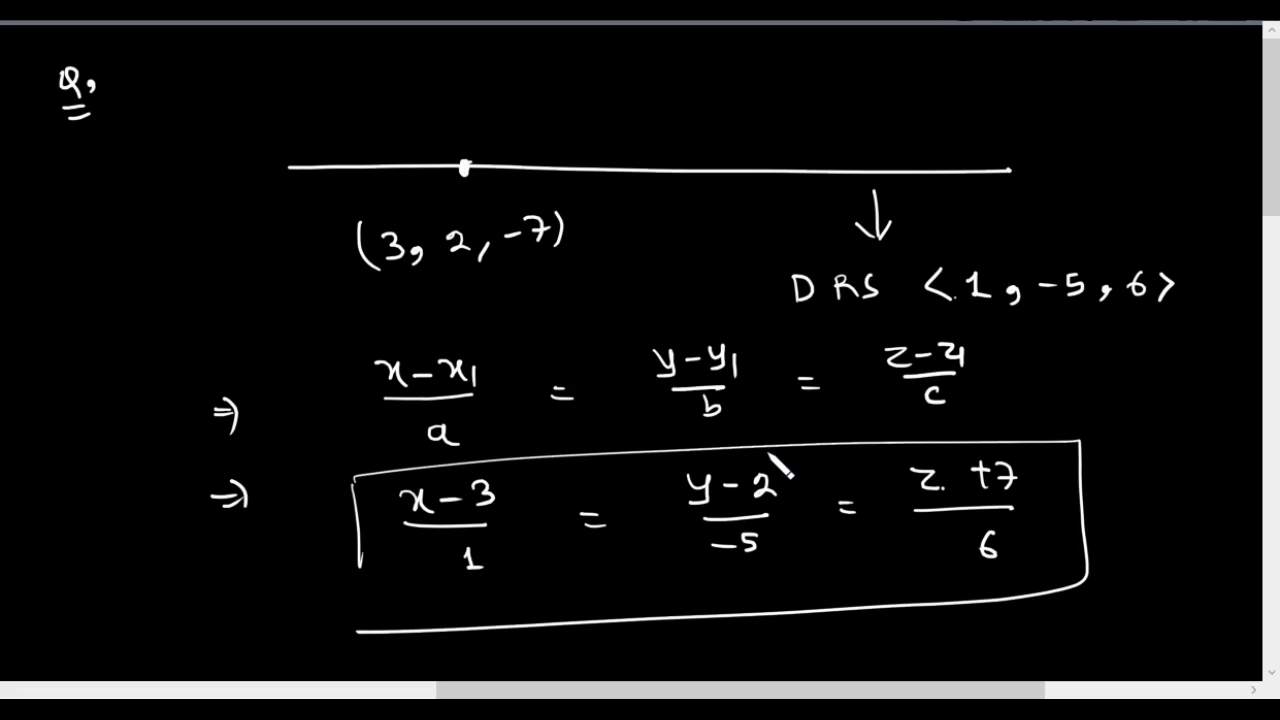 Q,
(3, 2, -7)
DRS <1, -5, 6>
⇒ x-x₁/a = y-y₁/b = z-z₁/c
⇒ x-3/1 = y-2/-5 = z+7/6